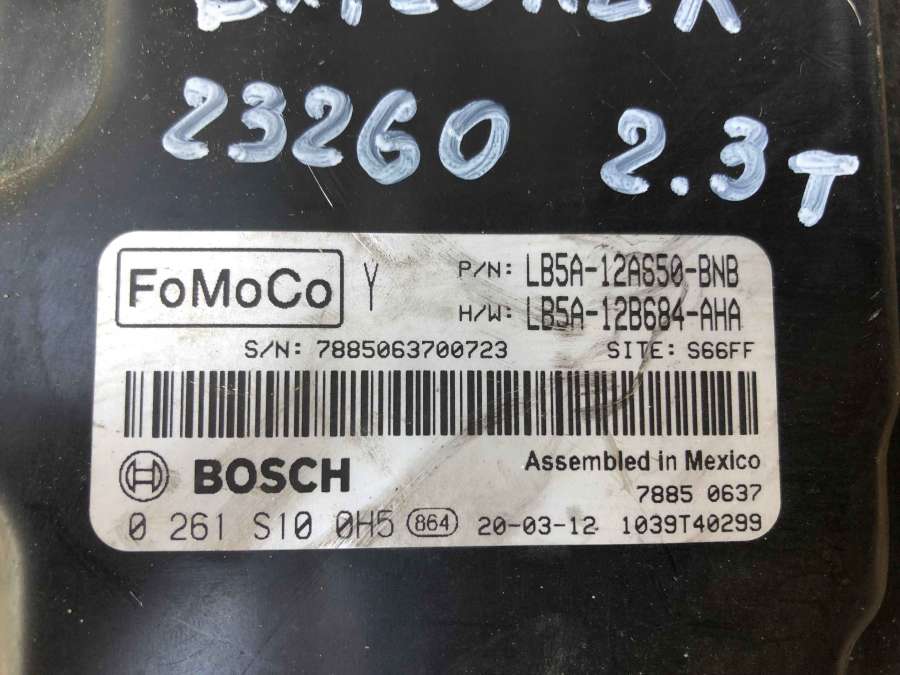 EXPLORER
23260 2.3T
FoMoCo Y P/N: LB5A-12A650-BNB
H/W: LB5A-12B684-AHA
S/N: 7885063700723 SITE: S66FF
BOSCH Assembled in Mexico
7885 0637
0 261 S10 0H5 864 20-03-12 1039T40299